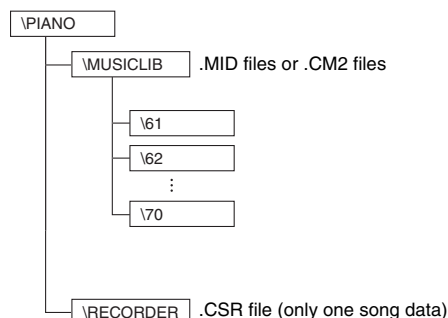 \PIANO
\MUSICLIB .MID files or .CM2 files
\61
\62
⋮
\70
\RECORDER .CSR file (only one song data)